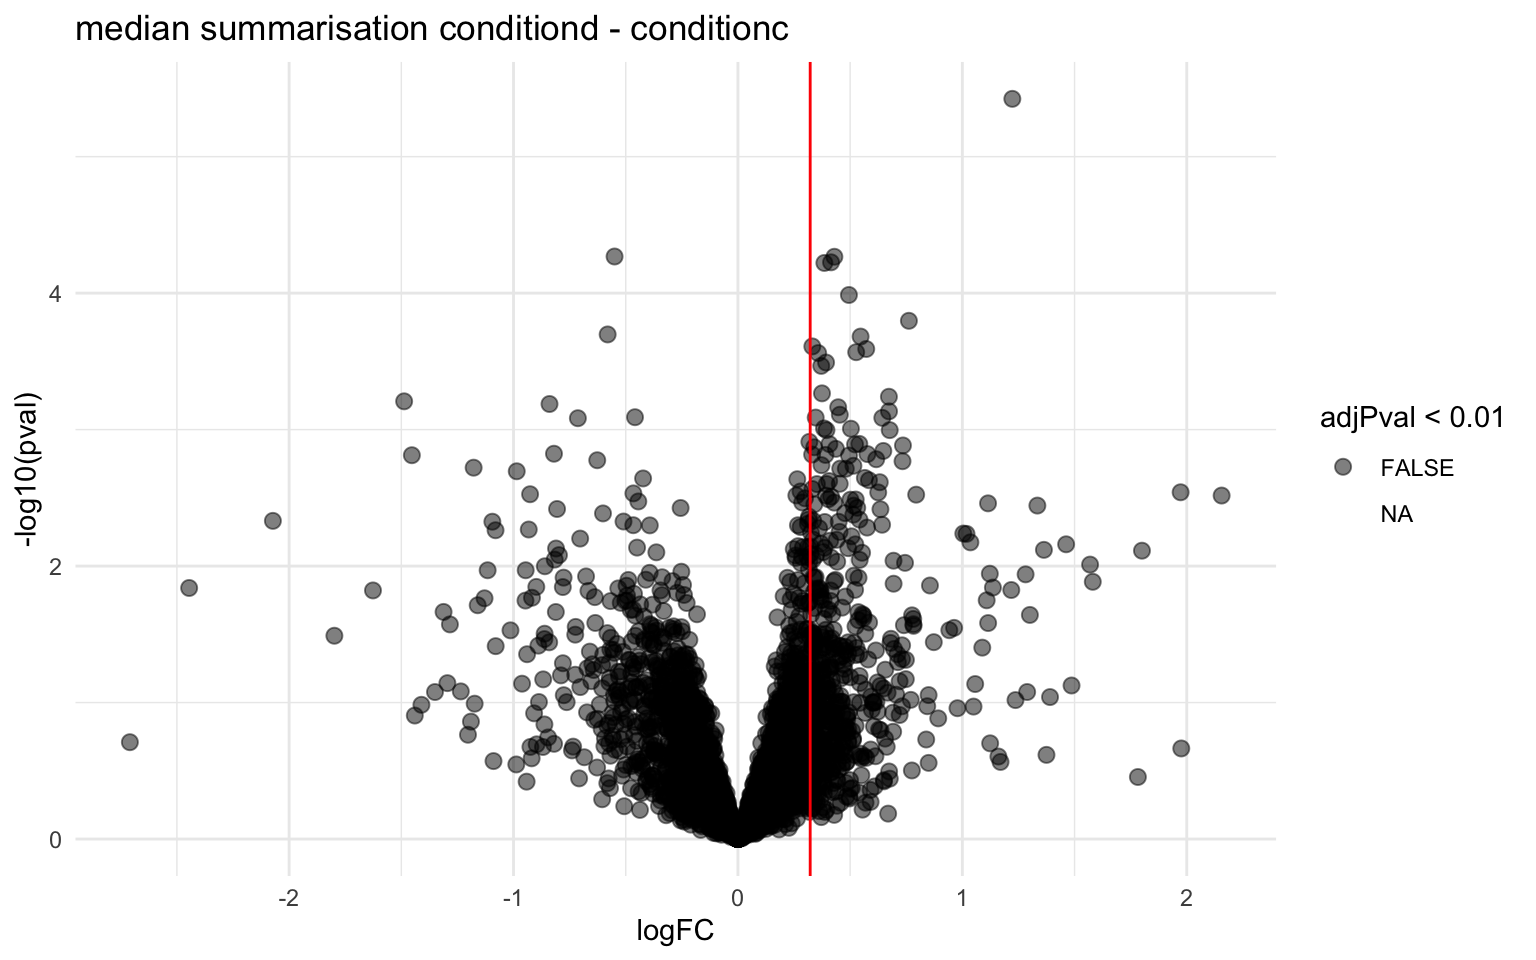 median summarisation conditiond - conditionc
-log10(pval)
4
2
0
-2
-1
0
1
2
logFC
adjPval < 0.01
FALSE
NA